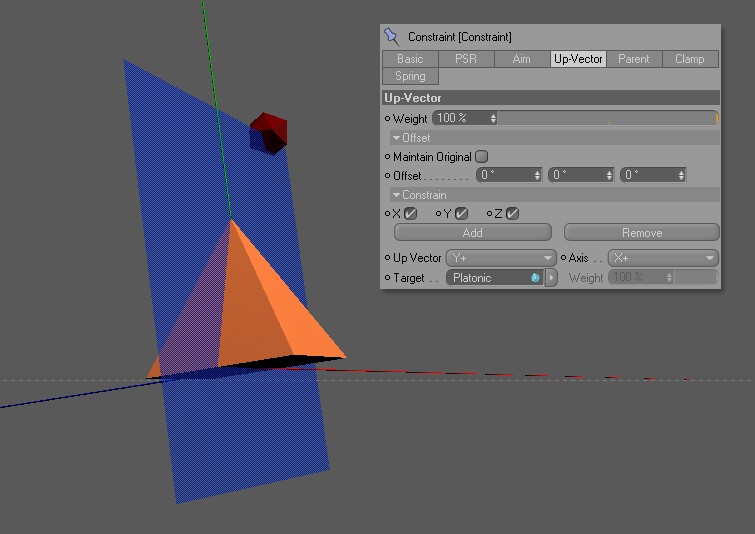 Constraint [Constraint]
Basic PSR Aim Up-Vector Parent Clamp
Spring
Up-Vector
Weight 100 %
Offset
Maintain Original
Offset . . . . . . . . 0 ° 0 ° 0 °
Constrain
X Y Z
Add Remove
Up Vector Y+ Axis . . X+
Target . . Platonic Weight 100 %